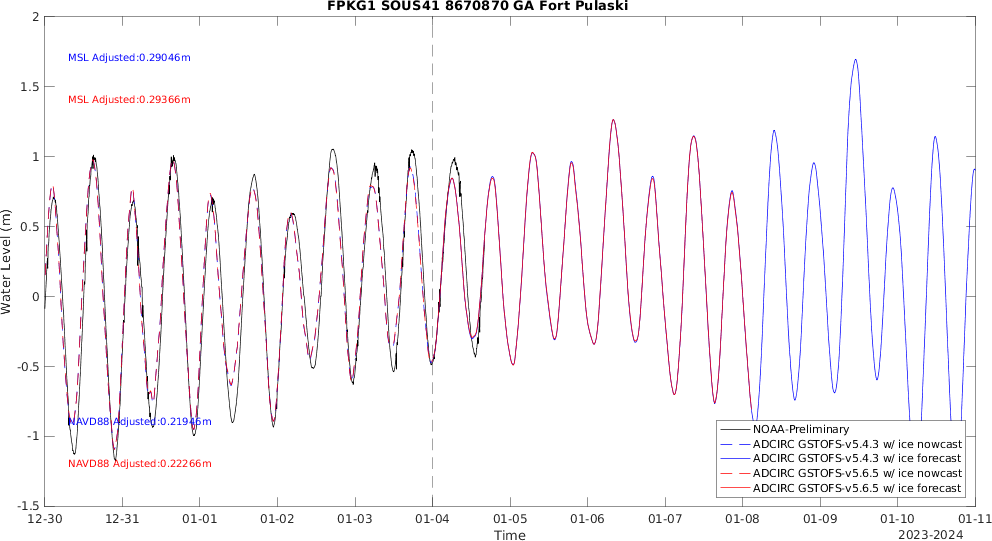 FPKG1 SOUS41 8670870 GA Fort Pulaski
2
1.5
1
0.5
0
-0.5
-1
-1.5
Water Level (m)
MSL Adjusted:0.29046m
MSL Adjusted:0.29366m
NAVD88 Adjusted:0.21946m
NAVD88 Adjusted:0.22266m
NOAA-Preliminary
ADCIRC GSTOFS-v5.4.3 w/ ice nowcast
ADCIRC GSTOFS-v5.4.3 w/ ice forecast
ADCIRC GSTOFS-v5.6.5 w/ ice nowcast
ADCIRC GSTOFS-v5.6.5 w/ ice forecast
12-30 12-31 01-01 01-02 01-03 01-04 01-05 01-06 01-07 01-08 01-09 01-10 01-11
Time
2023-2024